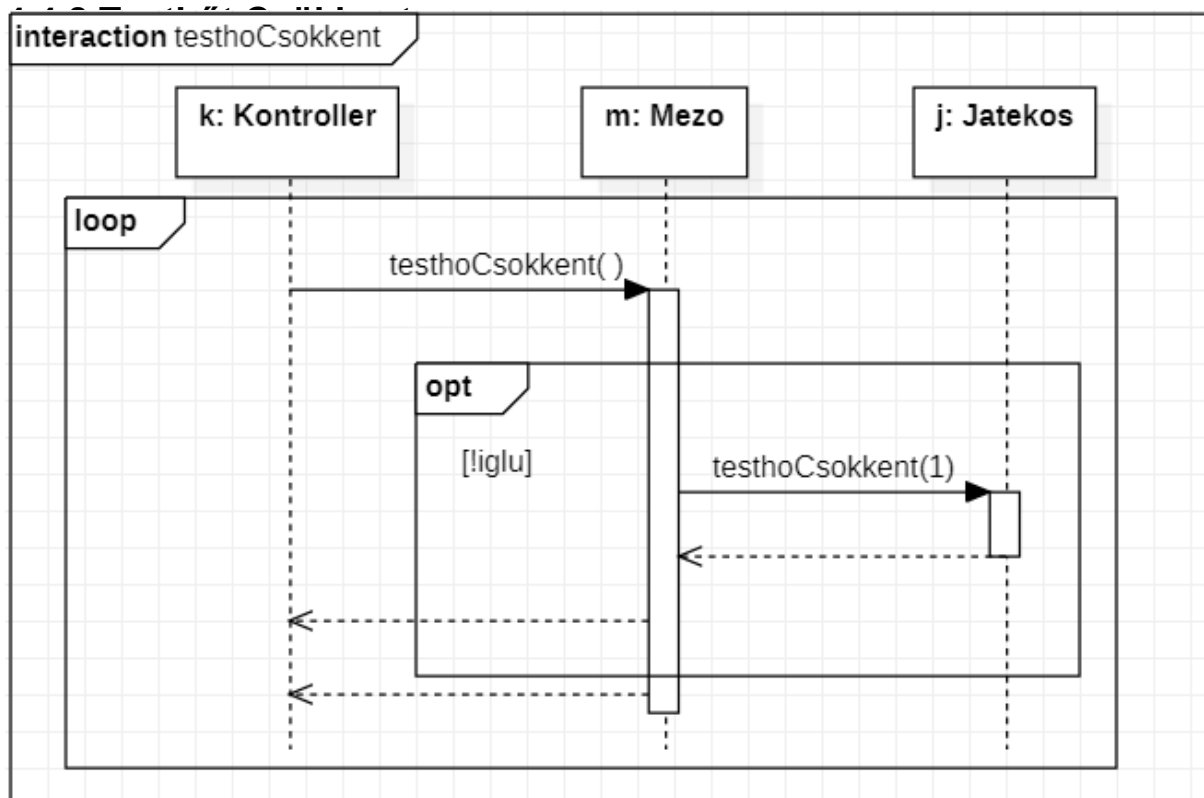 interaction testhoCsokkent
k: Kontroller
m: Mezo
j: Jatekos
loop
testhoCsokkent( )
opt
[!iglu]
testhoCsokkent(1)